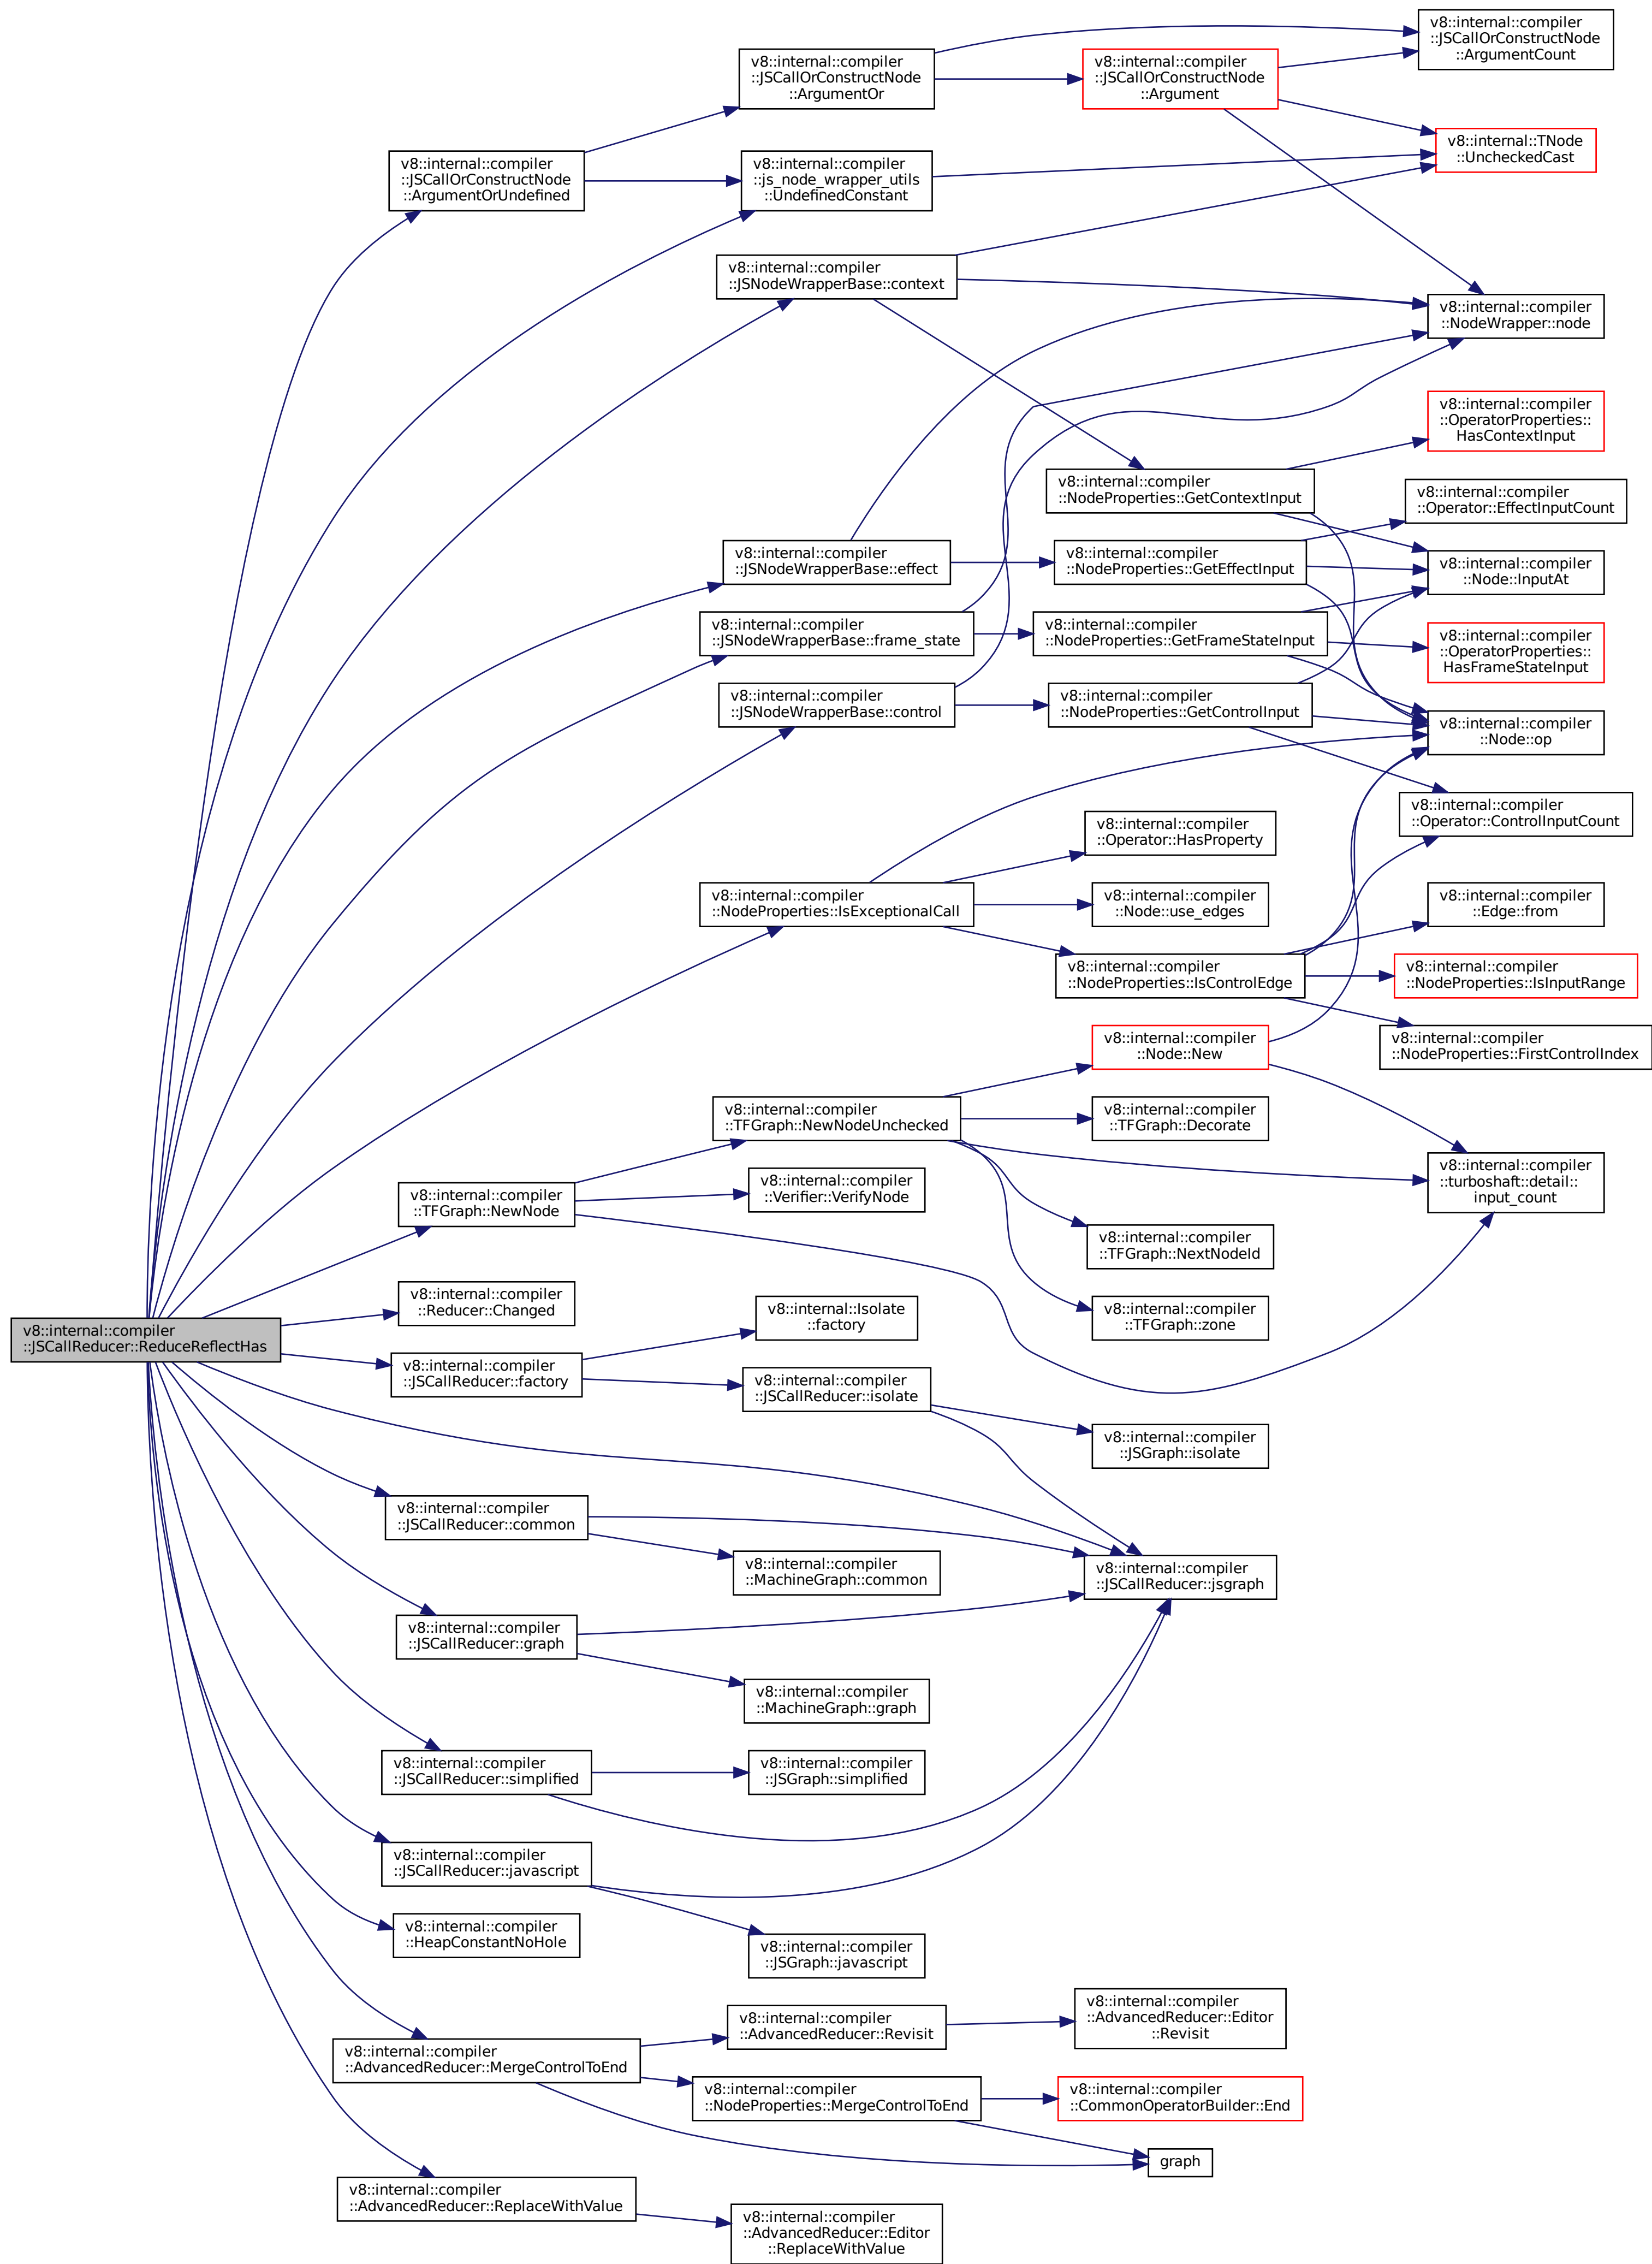 v8::internal::compiler
::JSCallOrConstructNode
::ArgumentCount
v8::internal::compiler
::JSCallOrConstructNode
::ArgumentOr
v8::internal::compiler
::JSCallOrConstructNode
::Argument
v8::internal::TNode
::UncheckedCast
v8::internal::compiler
::JSCallOrConstructNode
::ArgumentOrUndefined
v8::internal::compiler
::js_node_wrapper_utils
::UndefinedConstant
v8::internal::compiler
::JSNodeWrapperBase::context
v8::internal::compiler
::NodeWrapper::node
v8::internal::compiler
::OperatorProperties::
HasContextInput
v8::internal::compiler
::NodeProperties::GetContextInput
v8::internal::compiler
::Operator::EffectInputCount
v8::internal::compiler
::JSNodeWrapperBase::effect
v8::internal::compiler
::NodeProperties::GetEffectInput
v8::internal::compiler
::Node::InputAt
v8::internal::compiler
::JSNodeWrapperBase::frame_state
v8::internal::compiler
::NodeProperties::GetFrameStateInput
v8::internal::compiler
::OperatorProperties::
HasFrameStateInput
v8::internal::compiler
::JSNodeWrapperBase::control
v8::internal::compiler
::NodeProperties::GetControlInput
v8::internal::compiler
::Node::op
v8::internal::compiler
::Operator::ControlInputCount
v8::internal::compiler
::Operator::HasProperty
v8::internal::compiler
::NodeProperties::IsExceptionalCall
v8::internal::compiler
::Node::use_edges
v8::internal::compiler
::Edge::from
v8::internal::compiler
::NodeProperties::IsControlEdge
v8::internal::compiler
::NodeProperties::IsInputRange
v8::internal::compiler
::Node::New
v8::internal::compiler
::NodeProperties::FirstControlIndex
v8::internal::compiler
::TFGraph::NewNodeUnchecked
v8::internal::compiler
::TFGraph::Decorate
v8::internal::compiler
::turboshaft::detail::
input_count
v8::internal::compiler
::TFGraph::NewNode
v8::internal::compiler
::Verifier::VerifyNode
v8::internal::compiler
::TFGraph::NextNodeId
v8::internal::compiler
::Reducer::Changed
v8::internal::Isolate
::factory
v8::internal::compiler
::TFGraph::zone
v8::internal::compiler
::JSCallReducer::ReduceReflectHas
v8::internal::compiler
::JSCallReducer::factory
v8::internal::compiler
::JSCallReducer::isolate
v8::internal::compiler
::JSGraph::isolate
v8::internal::compiler
::JSCallReducer::common
v8::internal::compiler
::MachineGraph::common
v8::internal::compiler
::JSCallReducer::jsgraph
v8::internal::compiler
::JSCallReducer::graph
v8::internal::compiler
::MachineGraph::graph
v8::internal::compiler
::JSCallReducer::simplified
v8::internal::compiler
::JSGraph::simplified
v8::internal::compiler
::JSCallReducer::javascript
v8::internal::compiler
::HeapConstantNoHole
v8::internal::compiler
::JSGraph::javascript
v8::internal::compiler
::AdvancedReducer::MergeControlToEnd
v8::internal::compiler
::AdvancedReducer::Revisit
v8::internal::compiler
::AdvancedReducer::Editor
::Revisit
v8::internal::compiler
::NodeProperties::MergeControlToEnd
v8::internal::compiler
::CommonOperatorBuilder::End
graph
v8::internal::compiler
::AdvancedReducer::ReplaceWithValue
v8::internal::compiler
::AdvancedReducer::Editor
::ReplaceWithValue